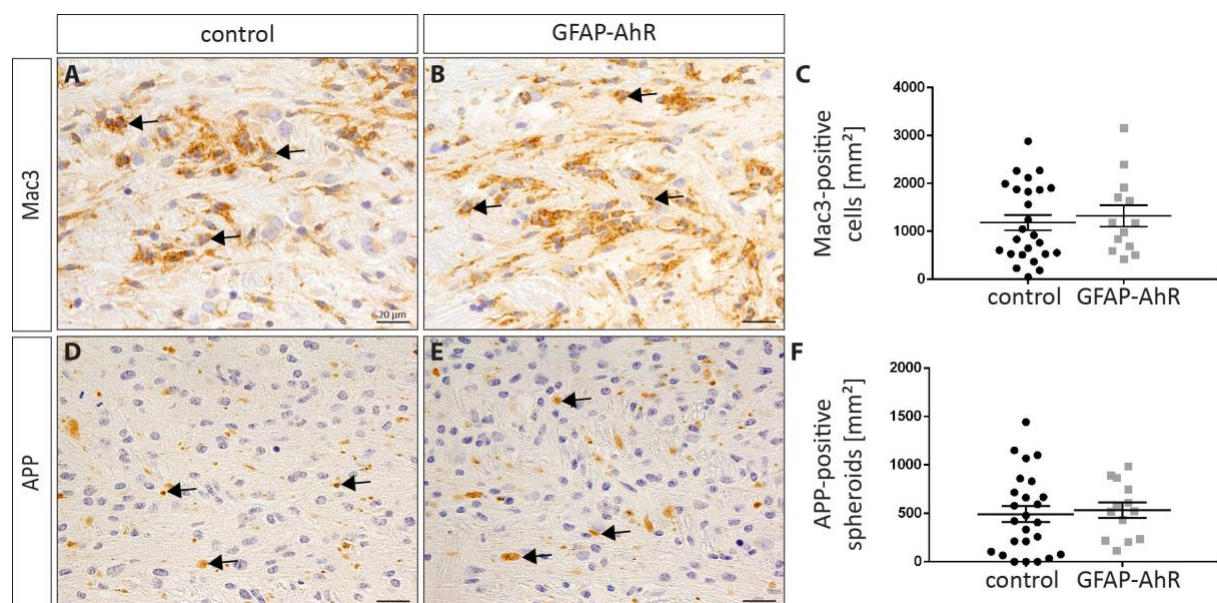 control
GFAP-AhR
Mac3
A
20 µm
B
C
Mac3-positive
cells [mm²]
4000
3000
2000
1000
0
control
GFAP-AhR
APP
D
E
F
APP-positive
spheroids [mm²]
2000
1500
1000
500
0
control
GFAP-AhR